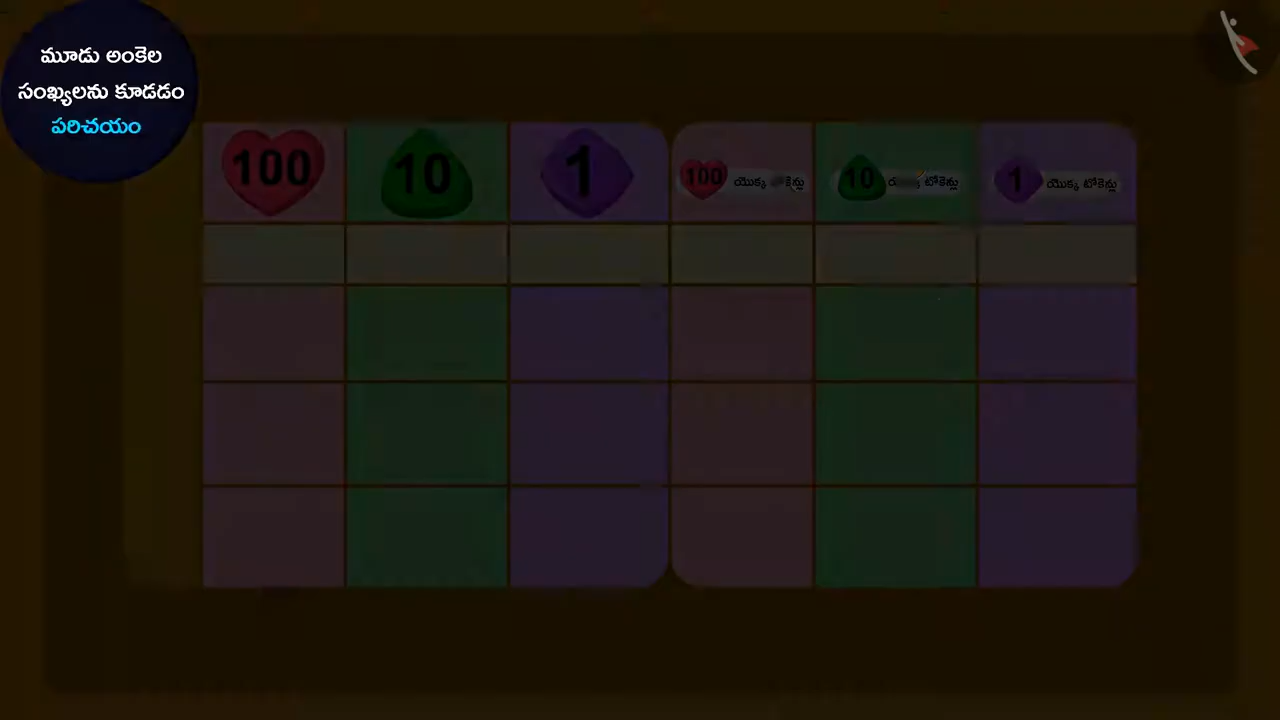 మూడు అంకెల
సంఖ్యలను కూడడం
పరిచయం
100 10 1 100 యొక్క టోకెన్లు 10 టోకెన్లు 1 యొక్క టోకెన్లు